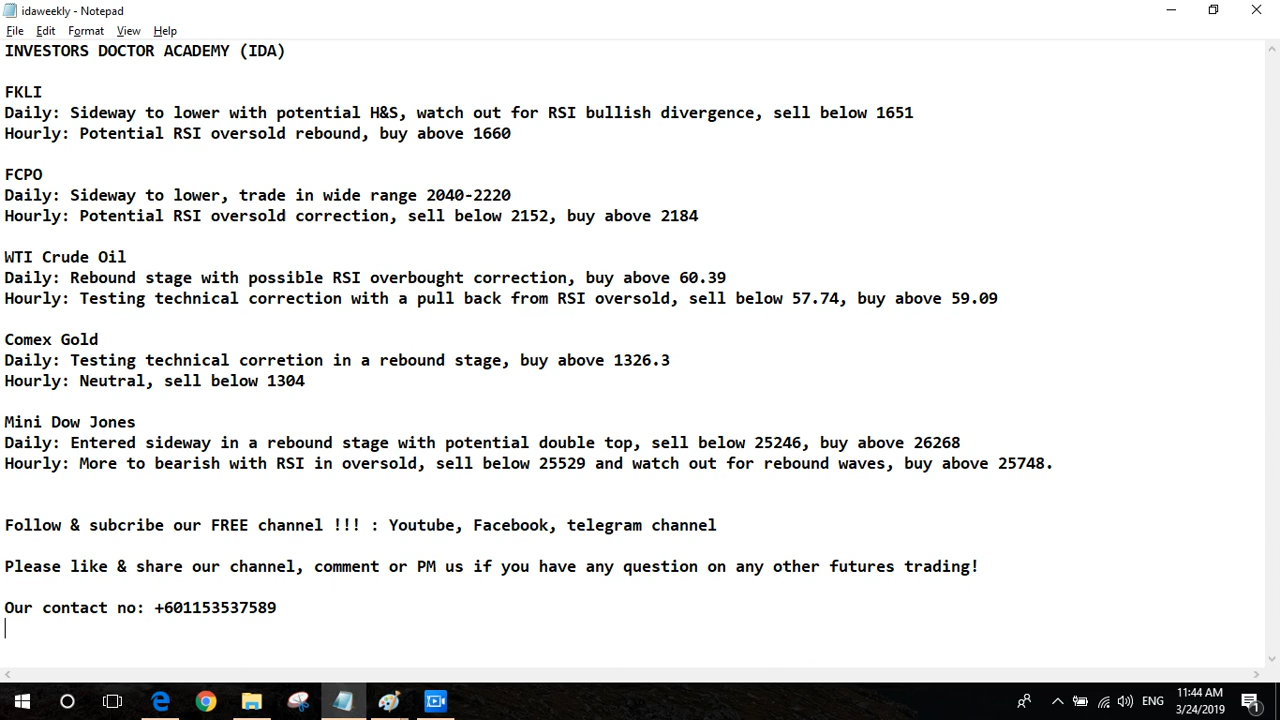 idaweekly - Notepad
File Edit Format View Help
INVESTORS DOCTOR ACADEMY (IDA)
FKLI
Daily: Sideway to lower with potential H&S, watch out for RSI bullish divergence, sell below 1651
Hourly: Potential RSI oversold rebound, buy above 1660
FCPO
Daily: Sideway to lower, trade in wide range 2040-2220
Hourly: Potential RSI oversold correction, sell below 2152, buy above 2184
WTI Crude Oil
Daily: Rebound stage with possible RSI overbought correction, buy above 60.39
Hourly: Testing technical correction with a pull back from RSI oversold, sell below 57.74, buy above 59.09
Comex Gold
Daily: Testing technical corretion in a rebound stage, buy above 1326.3
Hourly: Neutral, sell below 1304
Mini Dow Jones
Daily: Entered sideway in a rebound stage with potential double top, sell below 25246, buy above 26268
Hourly: More to bearish with RSI in oversold, sell below 25529 and watch out for rebound waves, buy above 25748.
Follow & subcribe our FREE channel !!! : Youtube, Facebook, telegram channel
Please like & share our channel, comment or PM us if you have any question on any other futures trading!
Our contact no: +601153537589
ENG
11:44 AM
3/24/2019
1